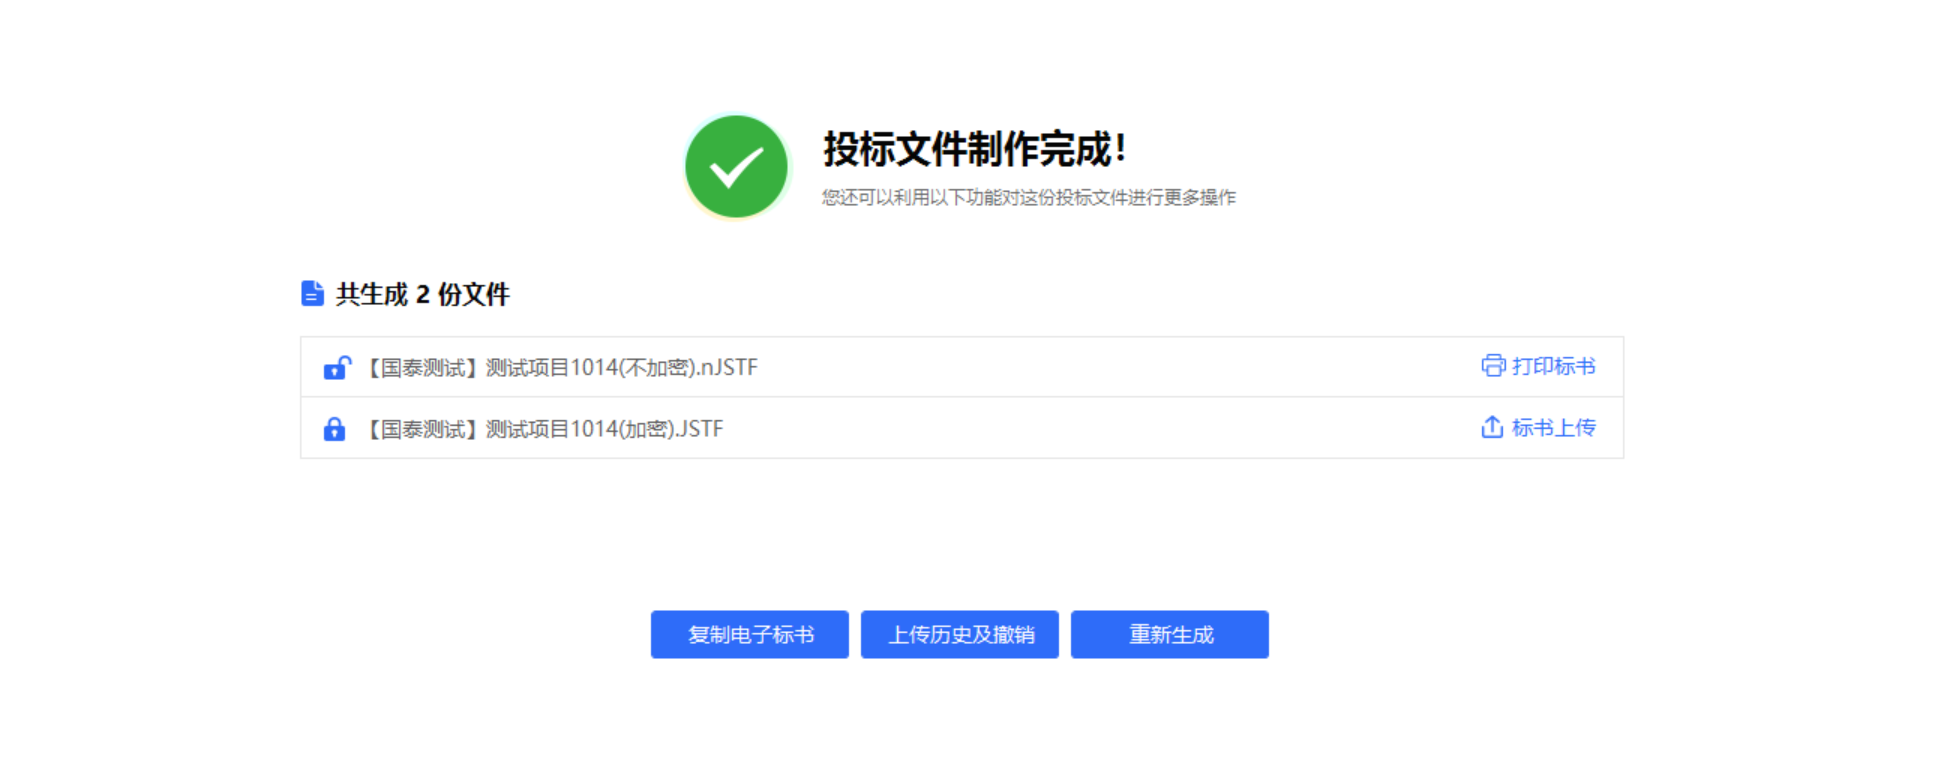 投标文件制作完成！
您还可以利用以下功能对这份投标文件进行更多操作
共生成 2 份文件
【国泰测试】测试项目1014(不加密).nJSTF 打印标书
【国泰测试】测试项目1014(加密).JSTF 标书上传
复制电子标书 上传历史及撤销 重新生成